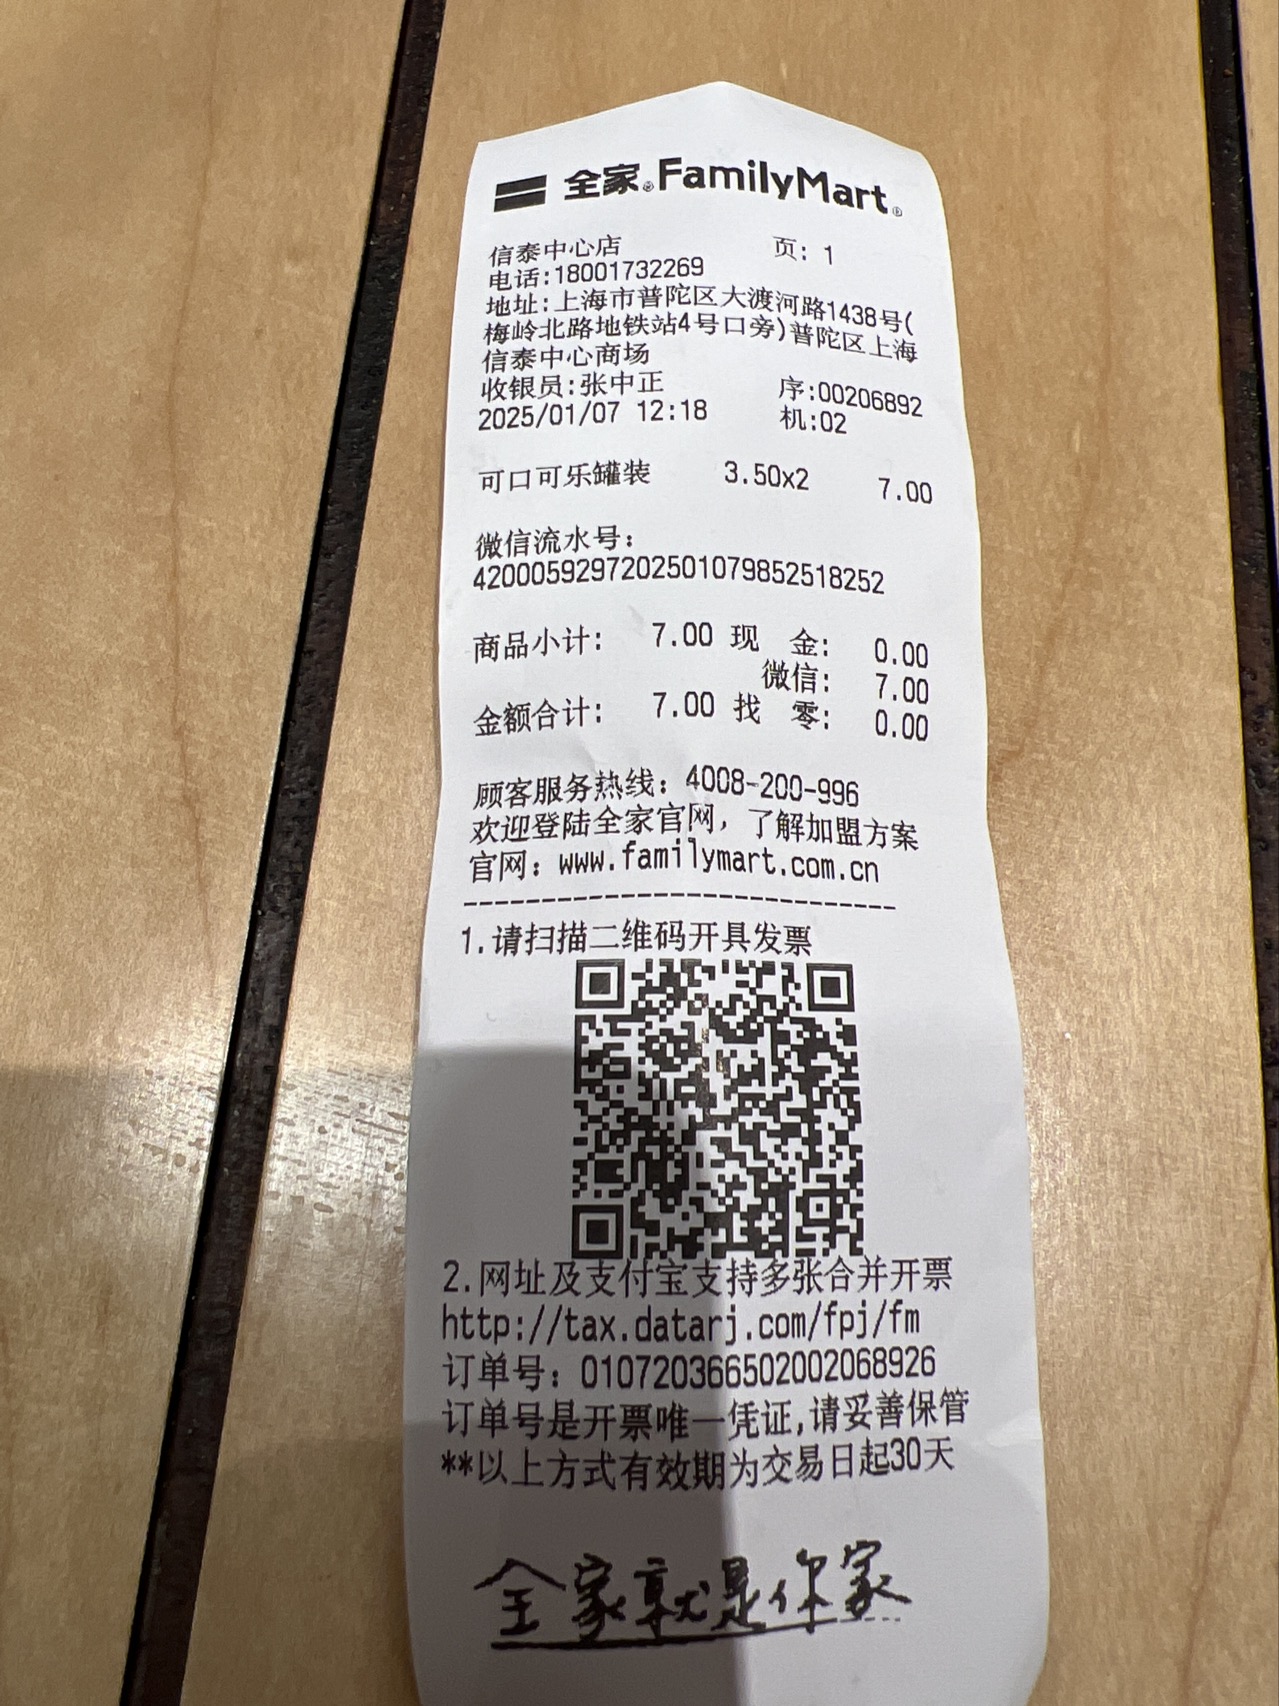 全家®FamilyMart®
信泰中心店 页: 1
电话:18001732269
地址:上海市普陀区大渡河路1438号(
梅岭北路地铁站4号口旁)普陀区上海
信泰中心商场
收银员:张中正 序:00206892
2025/01/07 12:18 机:02
可口可乐罐装 3.50x2 7.00
微信流水号:
4200059297202501079852518252
商品小计: 7.00 现 金: 0.00
微信: 7.00
金额合计: 7.00 找 零: 0.00
顾客服务热线: 4008-200-996
欢迎登陆全家官网，了解加盟方案
官网: www.familymart.com.cn
1.请扫描二维码开具发票
2.网址及支付宝支持多张合并开票
http://tax.datarj.com/fpj/fm
订单号: 010720366502002068926
订单号是开票唯一凭证,请妥善保管
**以上方式有效期为交易日起30天
全家就是你家